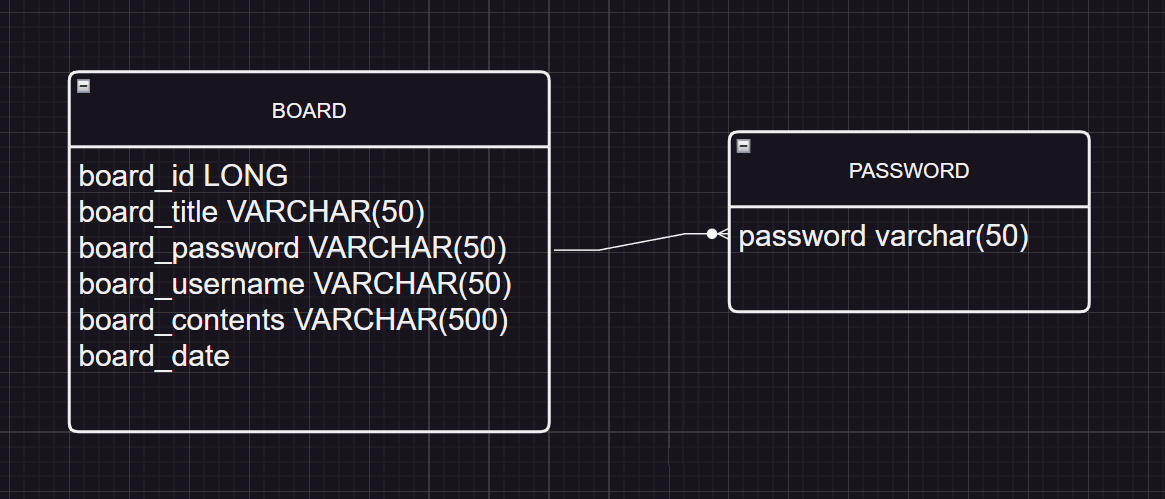 BOARD
board_id LONG
board_title VARCHAR(50)
board_password VARCHAR(50)
board_username VARCHAR(50)
board_contents VARCHAR(500)
board_date
PASSWORD
password varchar(50)